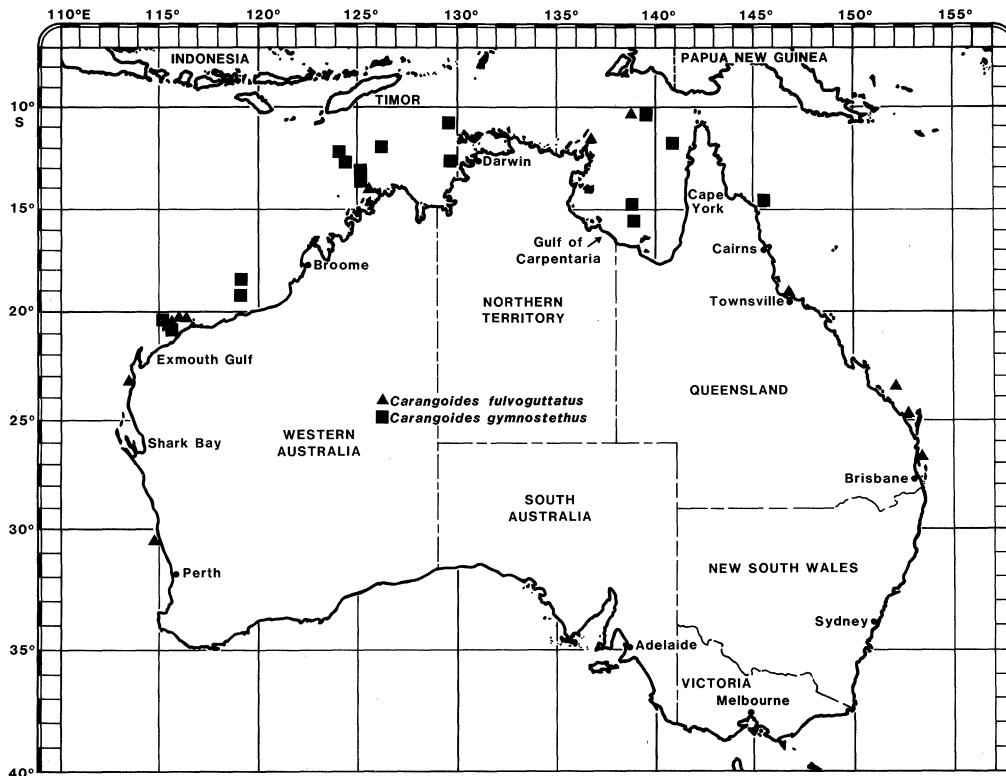 110° 115° 120° 125° 130° 135° 140° 145° 150° 155°
INDONESIA
PAPUA NEW GUINEA
TIMOR
10°
S
Darwin
15°
Cape
York
Gulf of
Carpentaria
Cairns
Broome
NORTHERN
TERRITORY
Townsville
20°
Exmouth Gulf
QUEENSLAND
Carangoides fulvoguttatus
Carangoides gymnostethus
25°
Shark Bay
WESTERN
AUSTRALIA
Brisbane
SOUTH
AUSTRALIA
30°
Perth
NEW SOUTH WALES
Sydney
35°
Adelaide
VICTORIA
Melbourne
40°